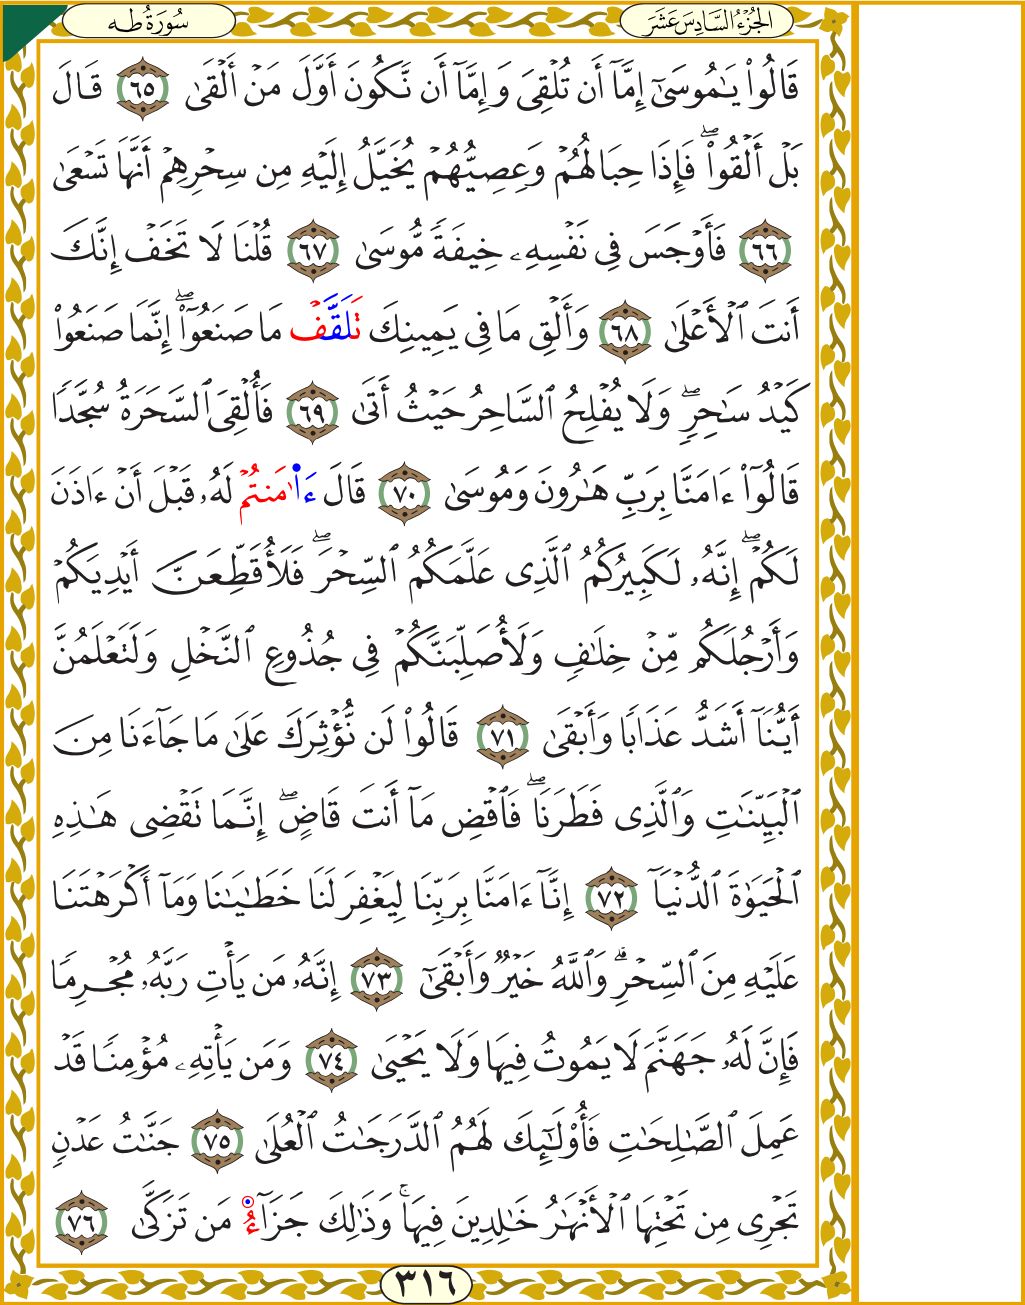 سُورَةُ طه
الجُزْءُ السَّادِسَ عَشَرَ
قَالُواْ يَٰمُوسَىٰٓ إِمَّآ أَن تُلۡقِيَ وَإِمَّآ أَن نَّكُونَ أَوَّلَ مَنۡ أَلۡقَىٰ ٦٥ قَالَ
بَلۡ أَلۡقُواْۖ فَإِذَا حِبَالُهُمۡ وَعِصِيُّهُمۡ يُخَيَّلُ إِلَيۡهِ مِن سِحۡرِهِمۡ أَنَّهَا تَسۡعَىٰ
٦٦ فَأَوۡجَسَ فِي نَفۡسِهِۦ خِيفَةٗ مُّوسَىٰ ٦٧ قُلۡنَا لَا تَخَفۡ إِنَّكَ
أَنتَ ٱلۡأَعۡلَىٰ ٦٨ وَأَلۡقِ مَا فِي يَمِينِكَ تَلَقَّفۡ مَا صَنَعُوٓاْۖ إِنَّمَا صَنَعُواْ
كَيۡدُ سَٰحِرٖۖ وَلَا يُفۡلِحُ ٱلسَّاحِرُ حَيۡثُ أَتَىٰ ٦٩ فَأُلۡقِيَ ٱلسَّحَرَةُ سُجَّدٗا
قَالُوٓاْ ءَامَنَّا بِرَبِّ هَٰرُونَ وَمُوسَىٰ ٧٠ قَالَ ءَا۬مَنتُمۡ لَهُۥ قَبۡلَ أَنۡ ءَاذَنَ
لَكُمۡۖ إِنَّهُۥ لَكَبِيرُكُمُ ٱلَّذِي عَلَّمَكُمُ ٱلسِّحۡرَۖ فَلَأُقَطِّعَنَّ أَيۡدِيَكُمۡ
وَأَرۡجُلَكُم مِّنۡ خِلَٰفٖ وَلَأُصَلِّبَنَّكُمۡ فِي جُذُوعِ ٱلنَّخۡلِ وَلَتَعۡلَمُنَّ
أَيُّنَآ أَشَدُّ عَذَابٗا وَأَبۡقَىٰ ٧١ قَالُواْ لَن نُّؤۡثِرَكَ عَلَىٰ مَا جَآءَنَا مِنَ
ٱلۡبَيِّنَٰتِ وَٱلَّذِي فَطَرَنَاۖ فَٱقۡضِ مَآ أَنتَ قَاضٍۖ إِنَّمَا تَقۡضِي هَٰذِهِ
ٱلۡحَيَوٰةَ ٱلدُّنۡيَآ ٧٢ إِنَّآ ءَامَنَّا بِرَبِّنَا لِيَغۡفِرَ لَنَا خَطَٰيَٰنَا وَمَآ أَكۡرَهۡتَنَا
عَلَيۡهِ مِنَ ٱلسِّحۡرِۗ وَٱللَّهُ خَيۡرٞ وَأَبۡقَىٰٓ ٧٣ إِنَّهُۥ مَن يَأۡتِ رَبَّهُۥ مُجۡرِمٗا
فَإِنَّ لَهُۥ جَهَنَّمَ لَا يَمُوتُ فِيهَا وَلَا يَحۡيَىٰ ٧٤ وَمَن يَأۡتِهِۦ مُؤۡمِنٗا قَدۡ
عَمِلَ ٱلصَّٰلِحَٰتِ فَأُوْلَٰٓئِكَ لَهُمُ ٱلدَّرَجَٰتُ ٱلۡعُلَىٰ ٧٥ جَنَّٰتُ عَدۡنٖ
تَجۡرِي مِن تَحۡتِهَا ٱلۡأَنۡهَٰرُ خَٰلِدِينَ فِيهَاۚ وَذَٰلِكَ جَزَآءُ مَن تَزَكَّىٰ ٧٦
٣١٦